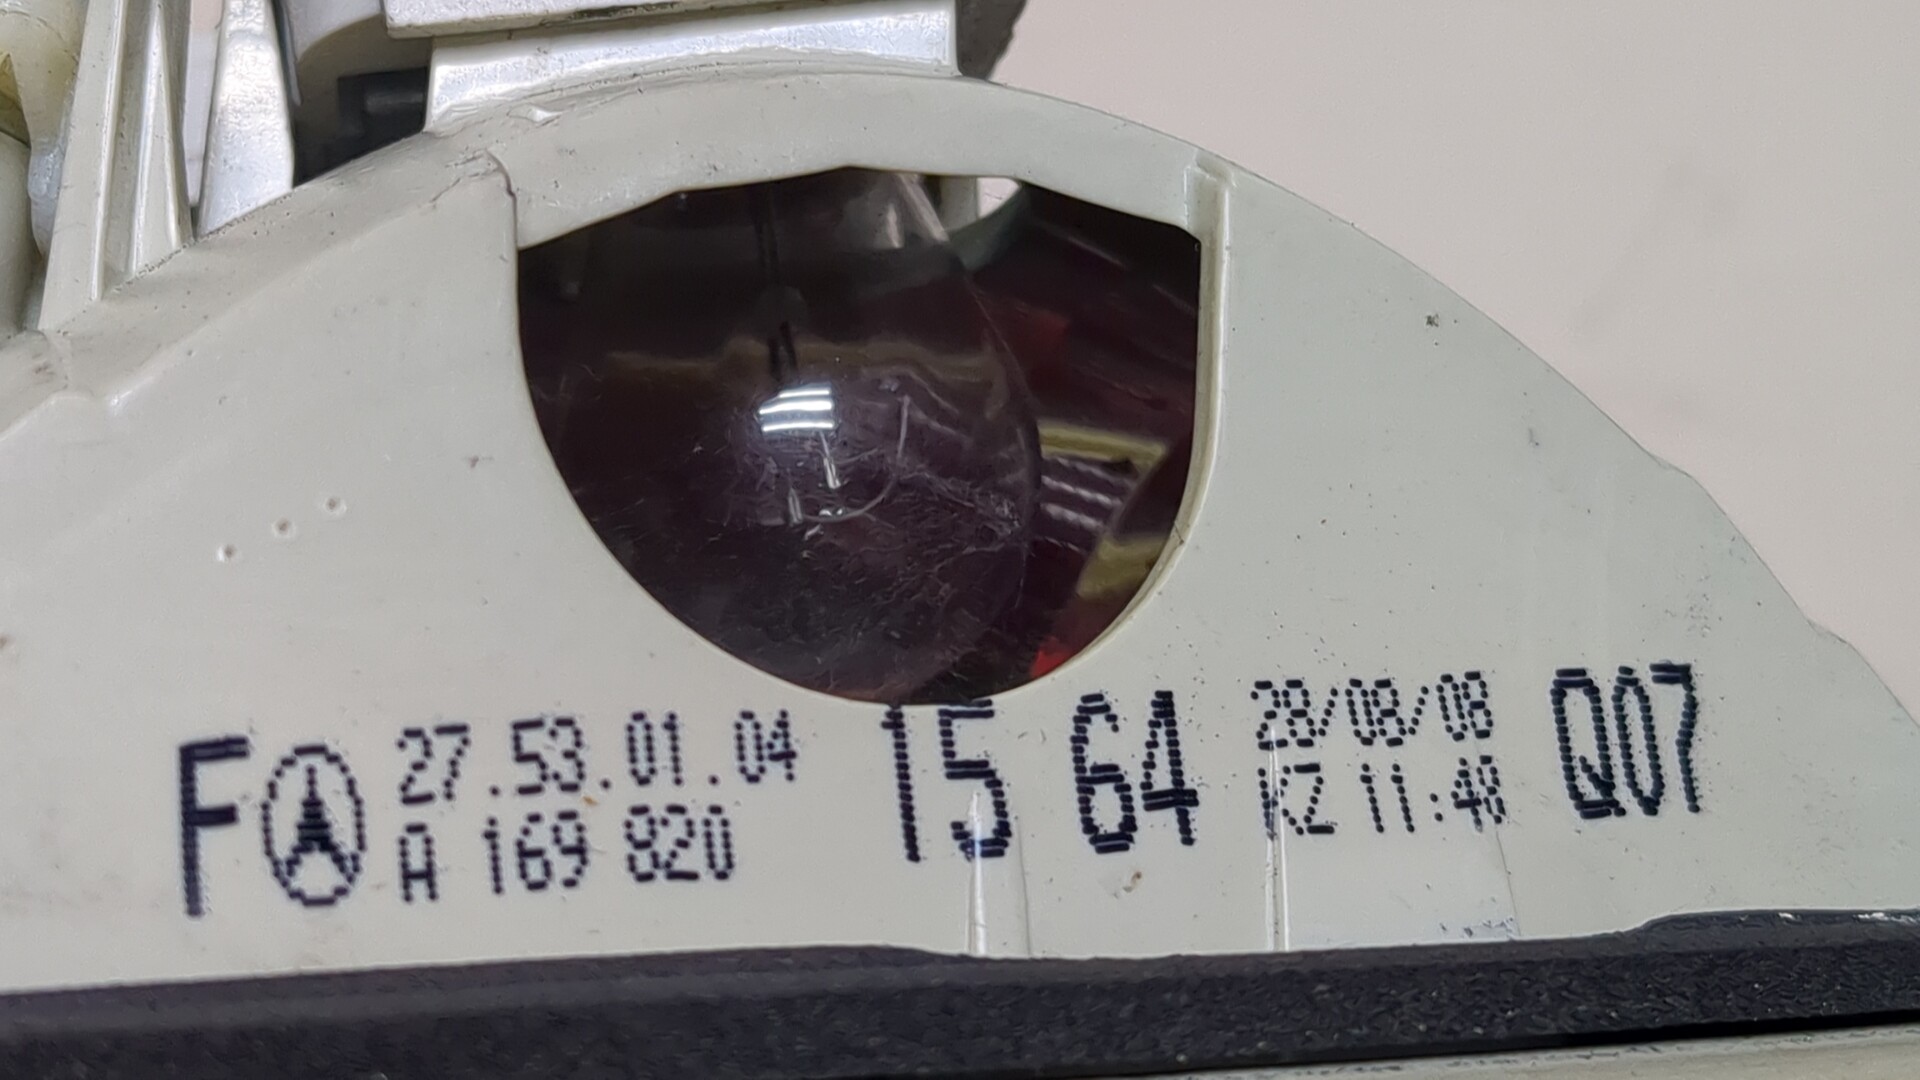 F 27.53.01.04 15 64 28/08/08 Q07
A 169 820 KZ 11:48